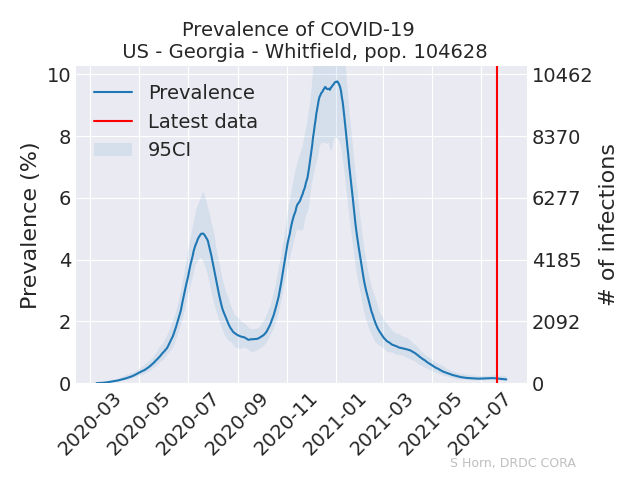 Prevalence of COVID-19
US - Georgia - Whitfield, pop. 104628
Prevalence (%)
10
8
6
4
2
0
Prevalence
Latest data
95CI
10462
8370
6277
4185
2092
0
# of infections
2020-03
2020-05
2020-07
2020-09
2020-11
2021-01
2021-03
2021-05
2021-07
S Horn, DRDC CORA